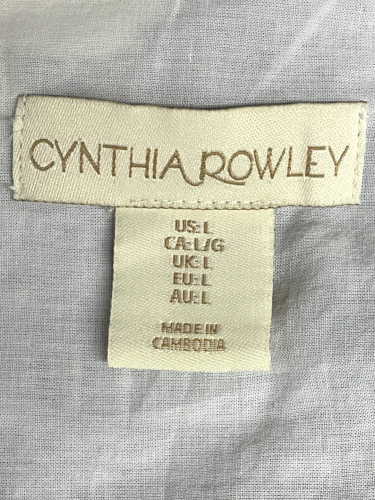 CYNTHIA ROWLEY
US: L
CA: L/G
UK: L
EU: L
AU: L
MADE IN
CAMBODIA